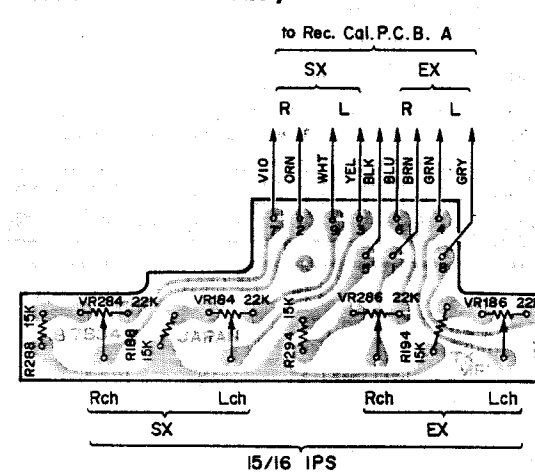 to Rec. Cal. P.C.B. A
SX EX
R L R L
VIO ORN WHT YEL BLK BLU BRN GRN GRY
VR284 22K VR184 22K VR286 22K VR186 22K
R288 15K R188 15K R294 15K R194 15K
JAPAN
Rch Lch Rch Lch
SX EX
15/16 IPS